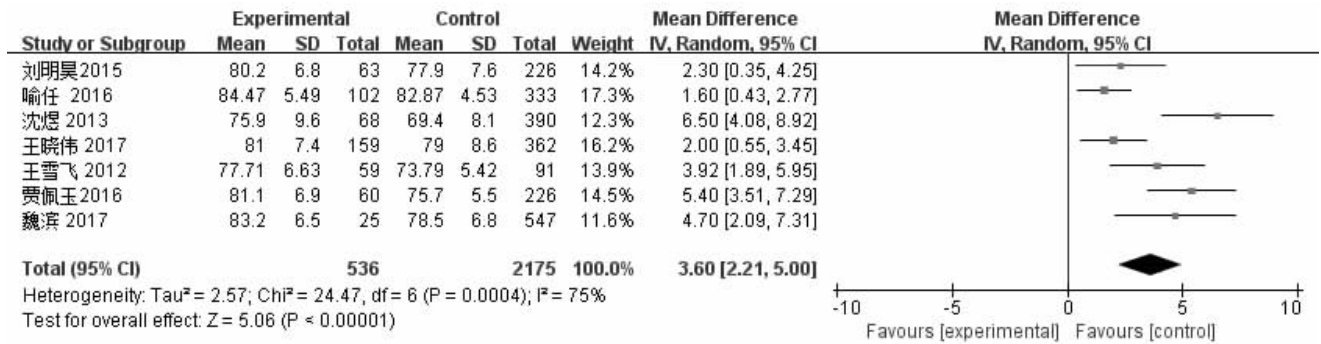 Experimental Control Mean Difference Mean Difference
Study or Subgroup Mean SD Total Mean SD Total Weight IV, Random, 95% CI IV, Random, 95% CI
刘明昊2015 80.2 6.8 63 77.9 7.6 226 14.2% 2.30 [0.35, 4.25]
喻任 2016 84.47 5.49 102 82.87 4.53 333 17.3% 1.60 [0.43, 2.77]
沈煜 2013 75.9 9.6 68 69.4 8.1 390 12.3% 6.50 [4.08, 8.92]
王晓伟 2017 81 7.4 159 79 8.6 362 16.2% 2.00 [0.55, 3.45]
王雪飞 2012 77.71 6.63 59 73.79 5.42 91 13.9% 3.92 [1.89, 5.95]
贾佩玉2016 81.1 6.9 60 75.7 5.5 226 14.5% 5.40 [3.51, 7.29]
魏滨 2017 83.2 6.5 25 78.5 6.8 547 11.6% 4.70 [2.09, 7.31]
Total (95% CI) 536 2175 100.0% 3.60 [2.21, 5.00]
Heterogeneity: Tau² = 2.57; Chi² = 24.47, df = 6 (P = 0.0004); I² = 75%
Test for overall effect: Z = 5.06 (P < 0.00001)
-10 -5 0 5 10
Favours [experimental] Favours [control]